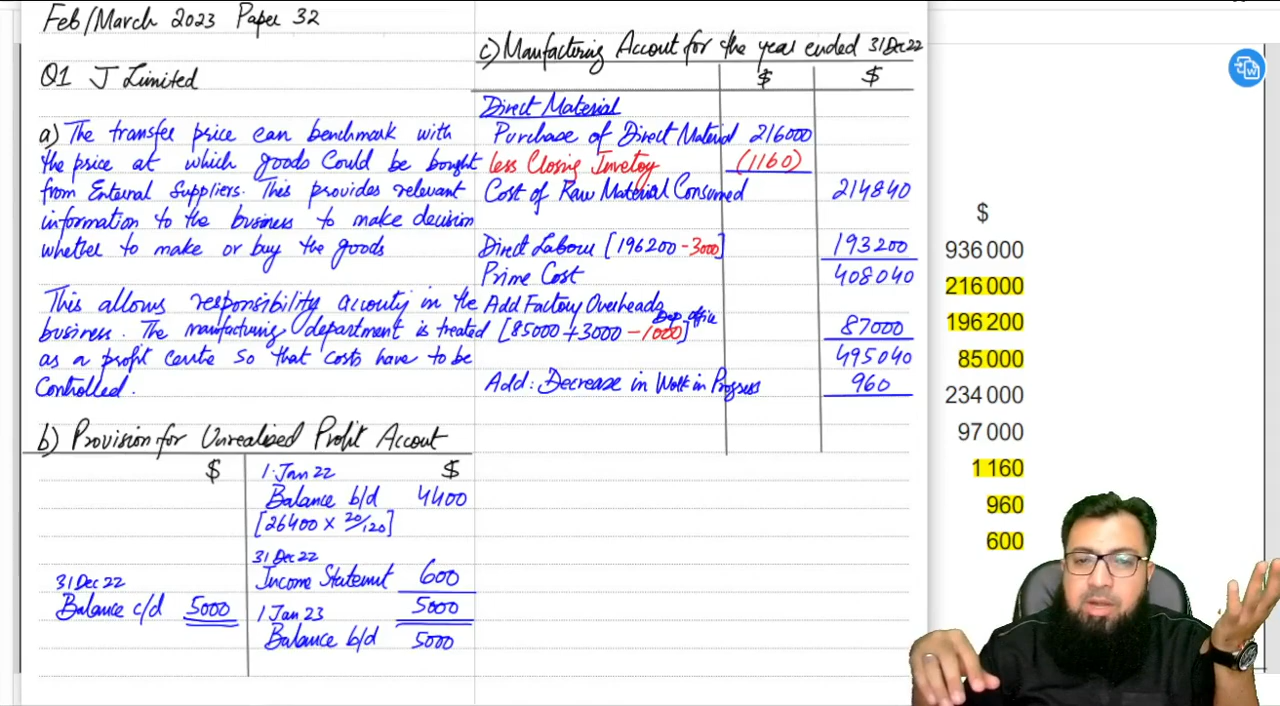 Feb/March 2023 Paper 32
Q1 J Limited
a) The transfer price can benchmark with
the price at which goods Could be bought
from External Suppliers. This provides relevant
information to the business to make decision
whether to make or buy the goods
This allows responsibility accouty in the
business. The manufacturing department is treated
as a profit centre so that costs have to be
Controlled.
b) Provision for Unrealised Profit Account
$ 1 Jan 22 $
Balance b/d 4400
[26400 x 20/120]
31 Dec 22
Income Statemnt 600
31 Dec 22
Balance c/d 5000 5000
1 Jan 23
Balance b/d 5000
c) Manfacturing Accout for the year ended 31 Dec 22
$ $
Direct Material
Purchase of Direct Material 216000
less Closing Invetoy (1160)
Cost of Raw Material Consumed 214840
Direct Labour [196200 -3000] 193200
Prime Cost 408040
Add Factory Overheads
Dep office
[85000 +3000 -1000] 87000
495040
Add: Decrease in Work in Progress 960
$
936 000
216 000
196 200
85 000
234 000
97 000
1 160
960
600